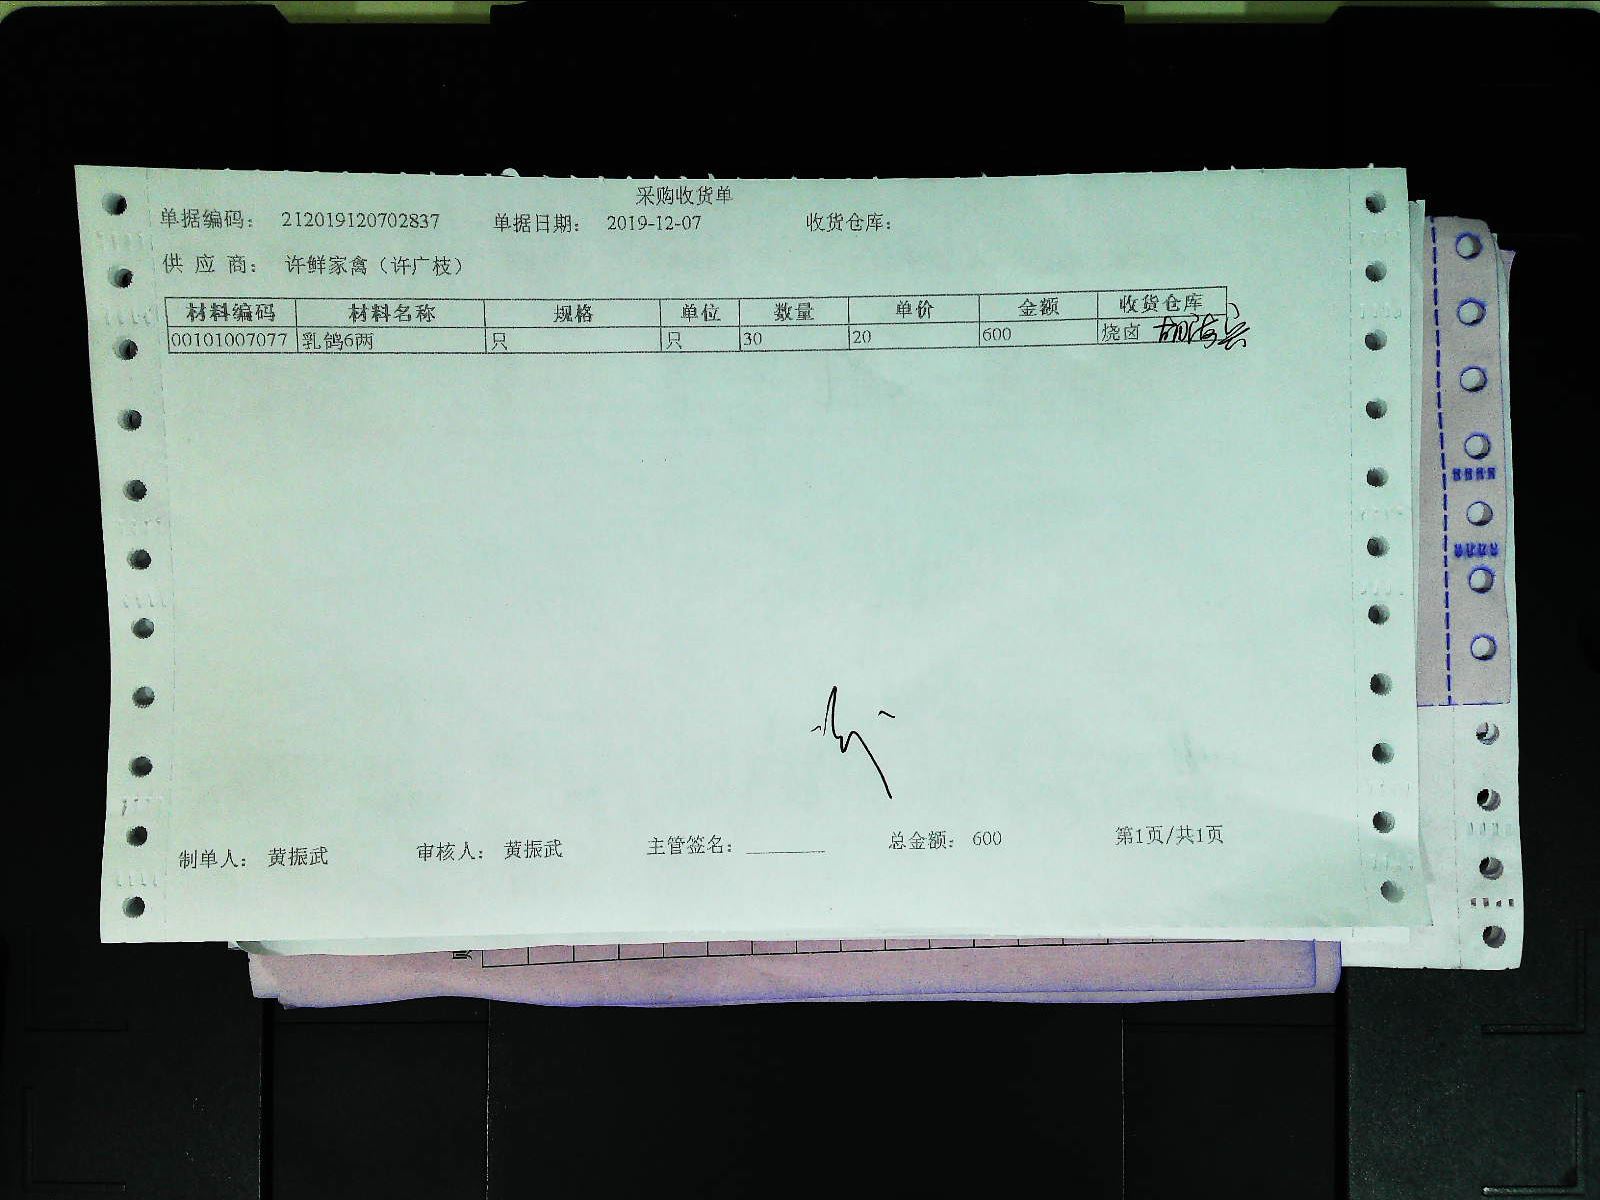 采购收货单
单据编码： 212019120702837 单据日期： 2019-12-07 收货仓库：
供 应 商： 许鲜家禽（许广枝）
材料编码 材料名称 规格 单位 数量 单价 金额 收货仓库
00101007077 乳鸽6两 只 只 30 20 600 烧卤
制单人： 黄振武 审核人： 黄振武 主管签名：________ 总金额： 600 第1页/共1页